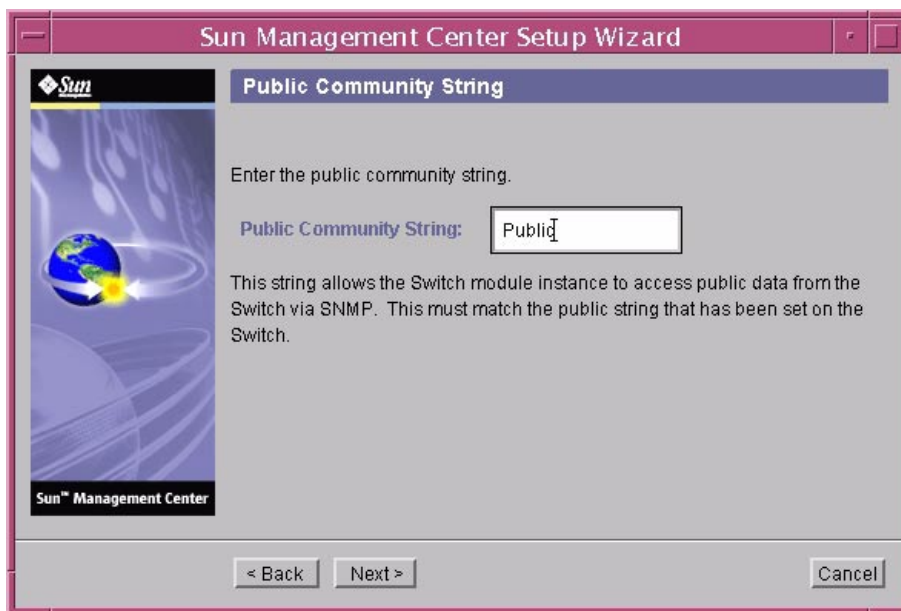 Sun Management Center Setup Wizard
Sun
Public Community String
Enter the public community string.
Public Community String: Public
This string allows the Switch module instance to access public data from the
Switch via SNMP. This must match the public string that has been set on the
Switch.
Sun™ Management Center
< Back Next > Cancel